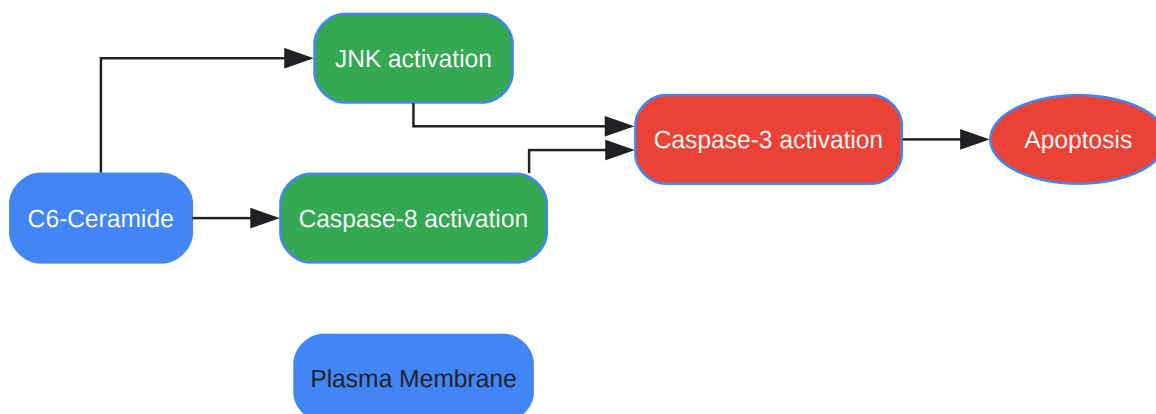 JNK activation
Caspase-3 activation
Apoptosis
C6-Ceramide
Caspase-8 activation
Plasma Membrane